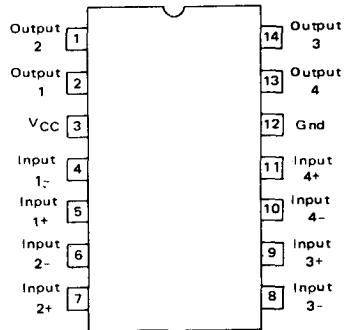 Output
2
1
14
Output
3
Output
1
2
13
Output
4
VCC
3
12
Gnd
Input
1-
4
11
Input
4+
Input
1+
5
10
Input
4-
Input
2-
6
9
Input
3+
Input
2+
7
8
Input
3-